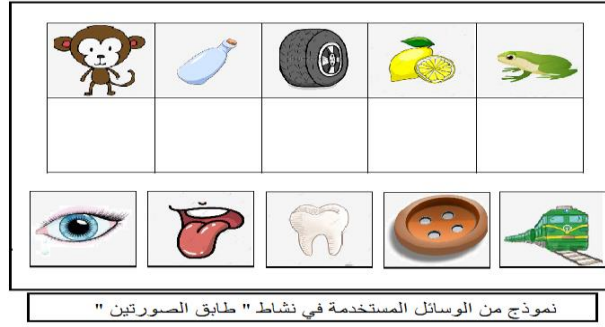 نموذج من الوسائل المستخدمة في نشاط " طابق الصورتين "